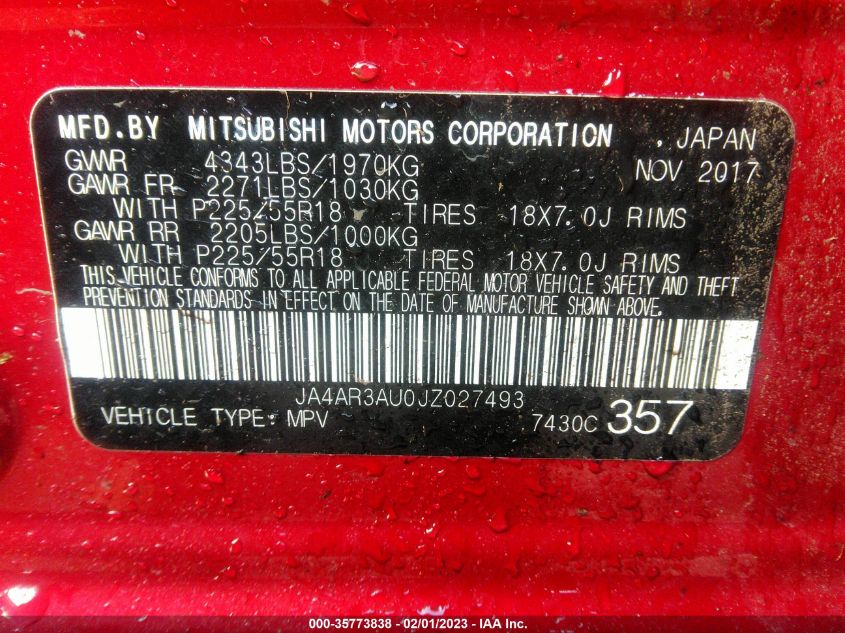 MFD.BY MITSUBISHI MOTORS CORPORATION , JAPAN
GVWR 4343LBS/1970KG NOV 2017
GAWR FR 2271LBS/1030KG
WITH P225/55R18 TIRES 18X7.0J RIMS
GAWR RR 2205LBS/1000KG
WITH P225/55R18 TIRES 18X7.0J RIMS
THIS VEHICLE CONFORMS TO ALL APPLICABLE FEDERAL MOTOR VEHICLE SAFETY AND THEFT
PREVENTION STANDARDS IN EFFECT ON THE DATE OF MANUFACTURE SHOWN ABOVE.
JA4AR3AU0JZ027493
VEHICLE TYPE: MPV 7430C 357
000-35773838 - 02/01/2023 - IAA Inc.